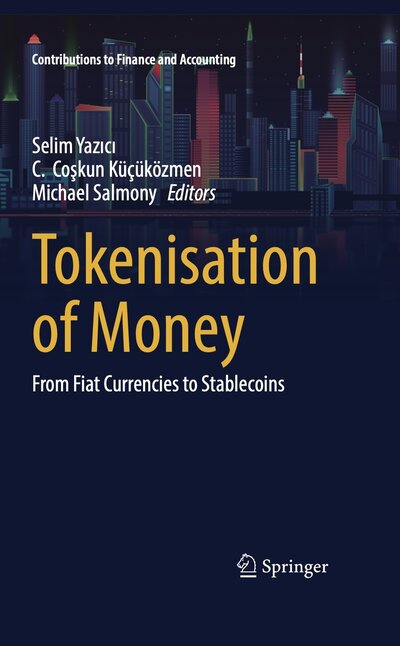 Contributions to Finance and Accounting
Selim Yazıcı
C. Coşkun Küçüközmen
Michael Salmony Editors
Tokenisation
of Money
From Fiat Currencies to Stablecoins
Springer